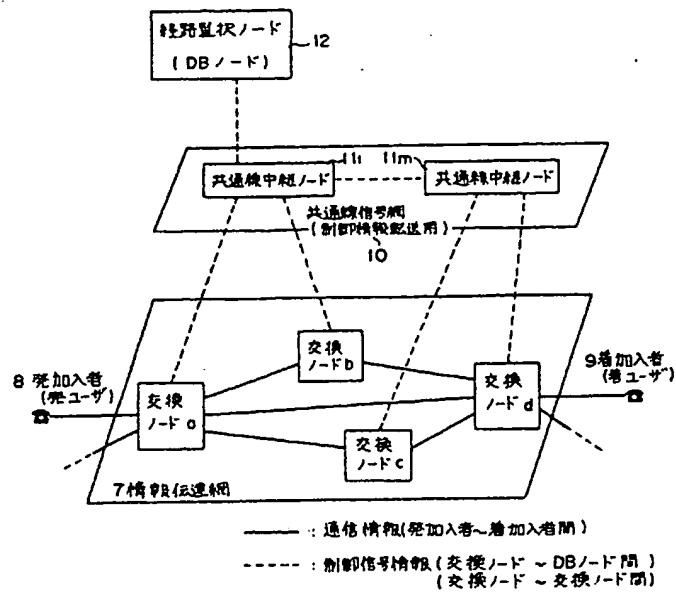 経路監択ノード
(DBノード)
12
11l 11m
共通線中継ノード
共通線中継ノード
共通線信号網
(制御情報転送用)
10
8 発加入者
(発ユーザ)
交換
ノードa
交換
ノードb
交換
ノードc
交換
ノードd
9 着加入者
(着ユーザ)
7 情報伝達網
——— : 通信情報(発加入者~着加入者間)
----- : 制御信号情報(交換ノード ~ DBノード間)
(交換ノード ~ 交換ノード間)